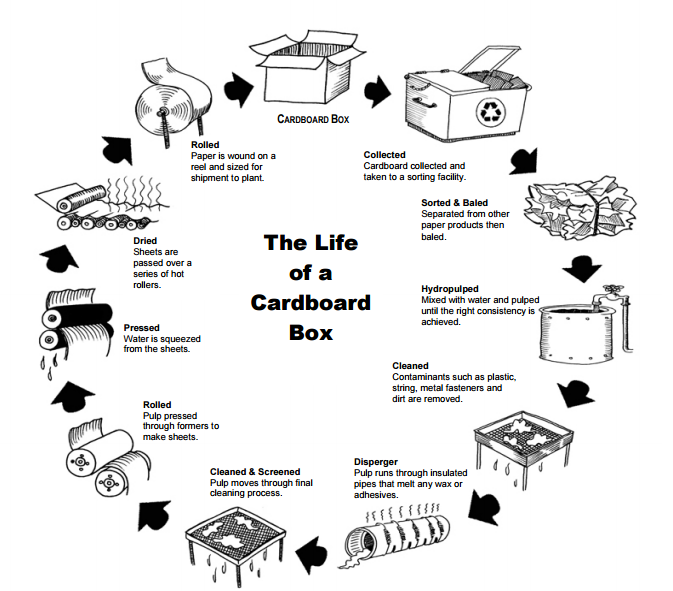 CARDBOARD BOX
Collected
Cardboard collected and
taken to a sorting facility.
Sorted & Baled
Separated from other
paper products then
baled.
Hydropulped
Mixed with water and pulped
until the right consistency is
achieved.
Cleaned
Contaminants such as plastic,
string, metal fasteners and
dirt are removed.
Disperger
Pulp runs through insulated
pipes that melt any wax or
adhesives.
Cleaned & Screened
Pulp moves through final
cleaning process.
Rolled
Pulp pressed
through formers to
make sheets.
Pressed
Water is squeezed
from the sheets.
Dried
Sheets are
passed over a
series of hot
rollers.
Rolled
Paper is wound on a
reel and sized for
shipment to plant.
The Life
of a
Cardboard
Box